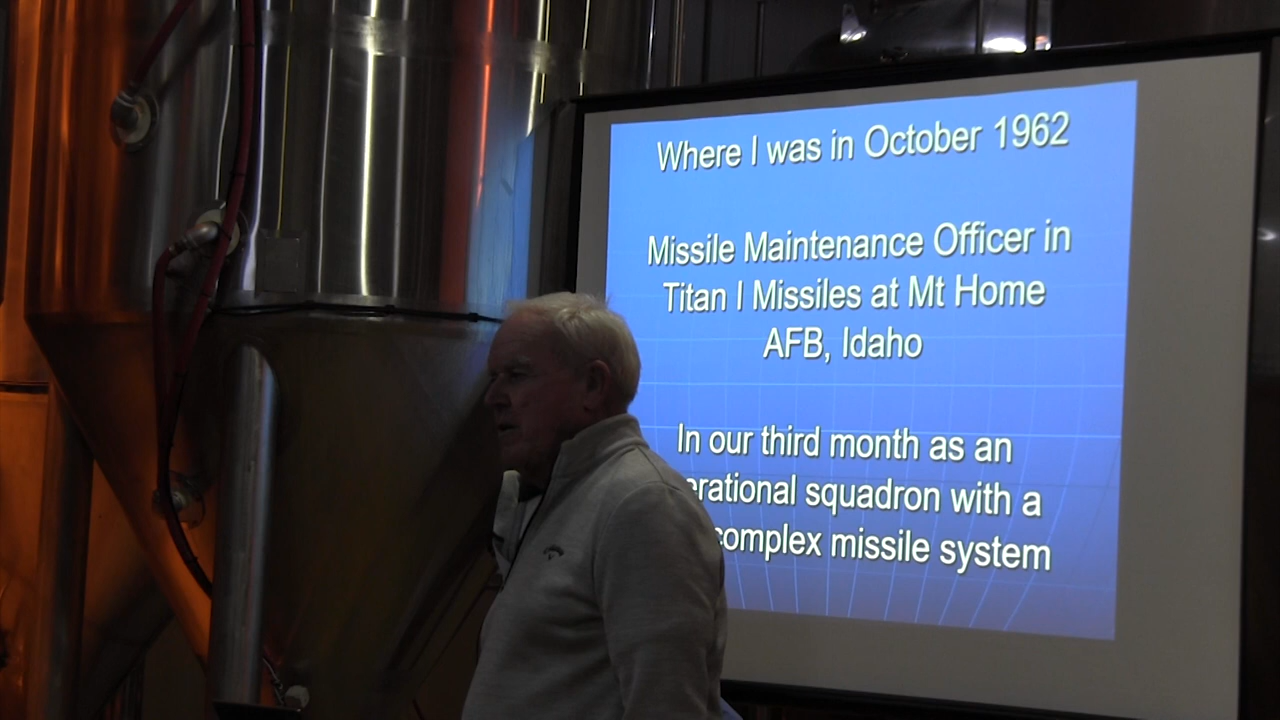 Where I was in October 1962
Missile Maintenance Officer in
Titan I Missiles at Mt Home
AFB, Idaho
In our third month as an
erational squadron with a
complex missile system